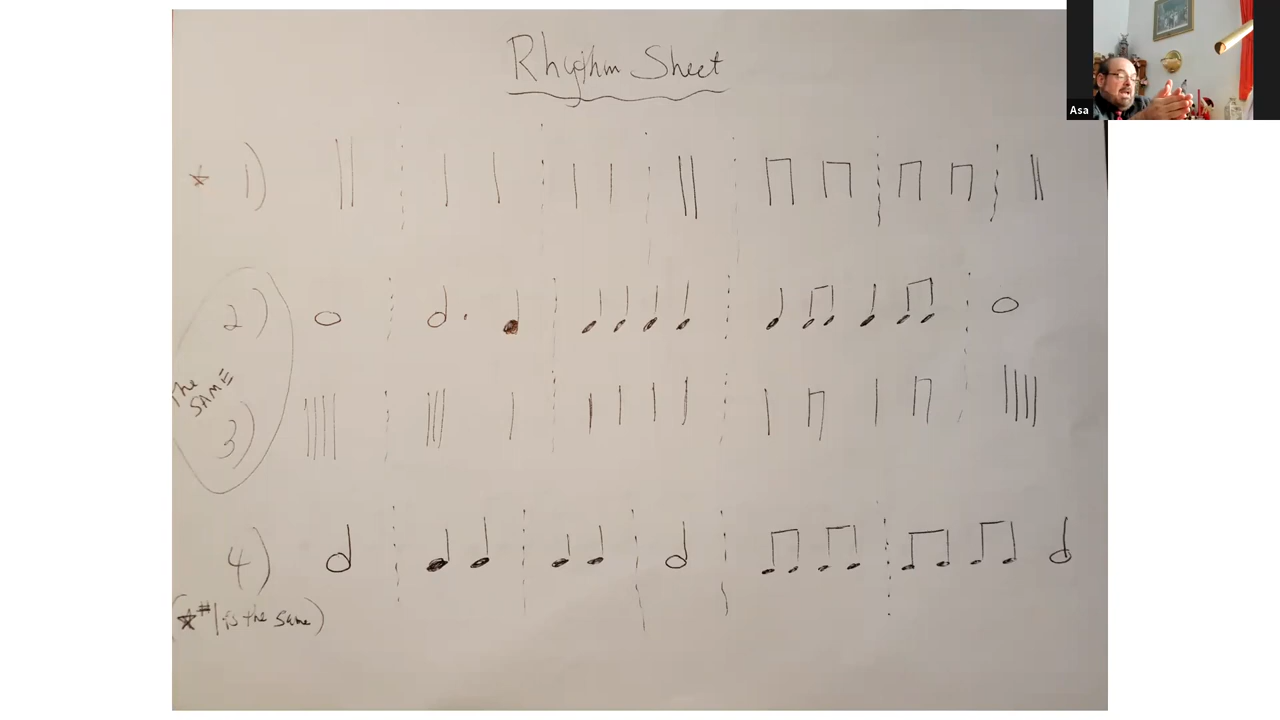 Rhythm Sheet
Asa
* 1)
2)
The SAME
3)
4)
(* #1 is the same)